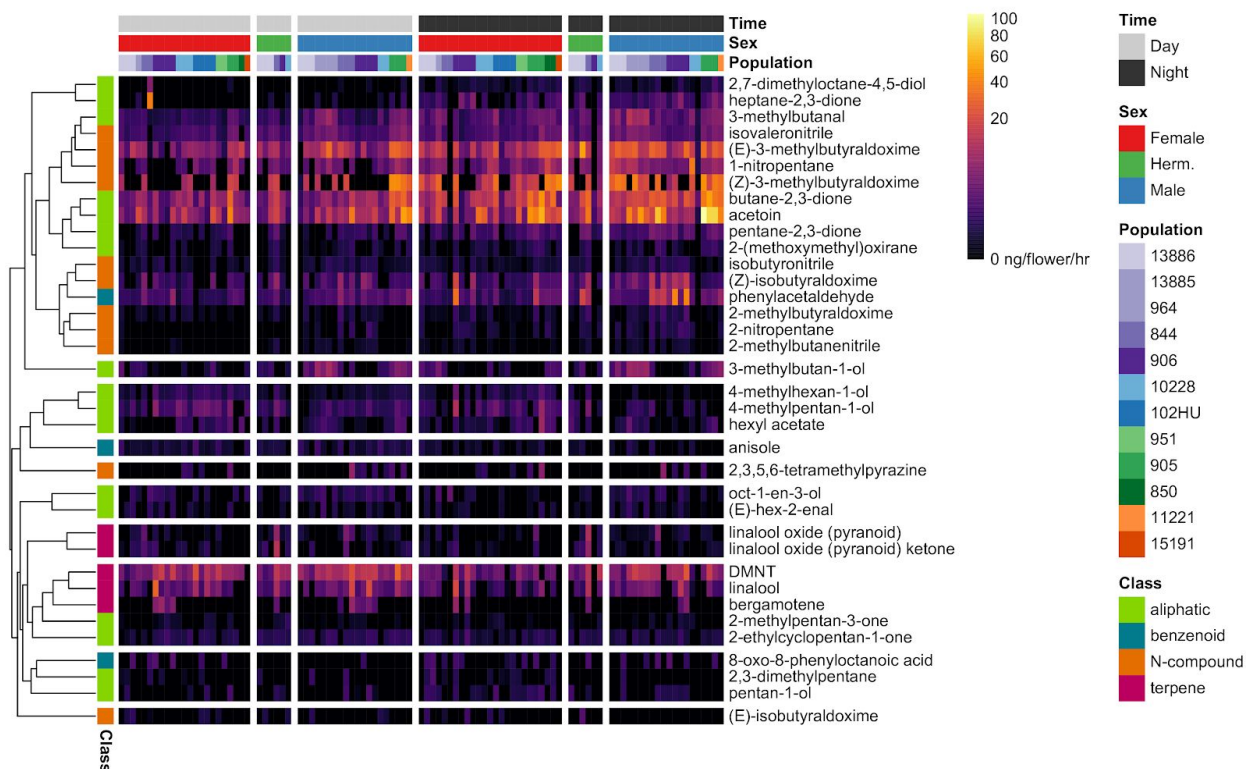 Time
Sex
Population
2,7-dimethyloctane-4,5-diol
heptane-2,3-dione
3-methylbutanal
isovaleronitrile
(E)-3-methylbutyraldoxime
1-nitropentane
(Z)-3-methylbutyraldoxime
butane-2,3-dione
acetoin
pentane-2,3-dione
2-(methoxymethyl)oxirane
isobutyronitrile
(Z)-isobutyraldoxime
phenylacetaldehyde
2-methylbutyraldoxime
2-nitropentane
2-methylbutanenitrile
3-methylbutan-1-ol
4-methylhexan-1-ol
4-methylpentan-1-ol
hexyl acetate
anisole
2,3,5,6-tetramethylpyrazine
oct-1-en-3-ol
(E)-hex-2-enal
linalool oxide (pyranoid)
linalool oxide (pyranoid) ketone
DMNT
linalool
bergamotene
2-methylpentan-3-one
2-ethylcyclopentan-1-one
8-oxo-8-phenyloctanoic acid
2,3-dimethylpentane
pentan-1-ol
(E)-isobutyraldoxime
Class
100
80
60
40
20
0 ng/flower/hr
Time
Day
Night
Sex
Female
Herm.
Male
Population
13886
13885
964
844
906
10228
102HU
951
905
850
11221
15191
Class
aliphatic
benzenoid
N-compound
terpene